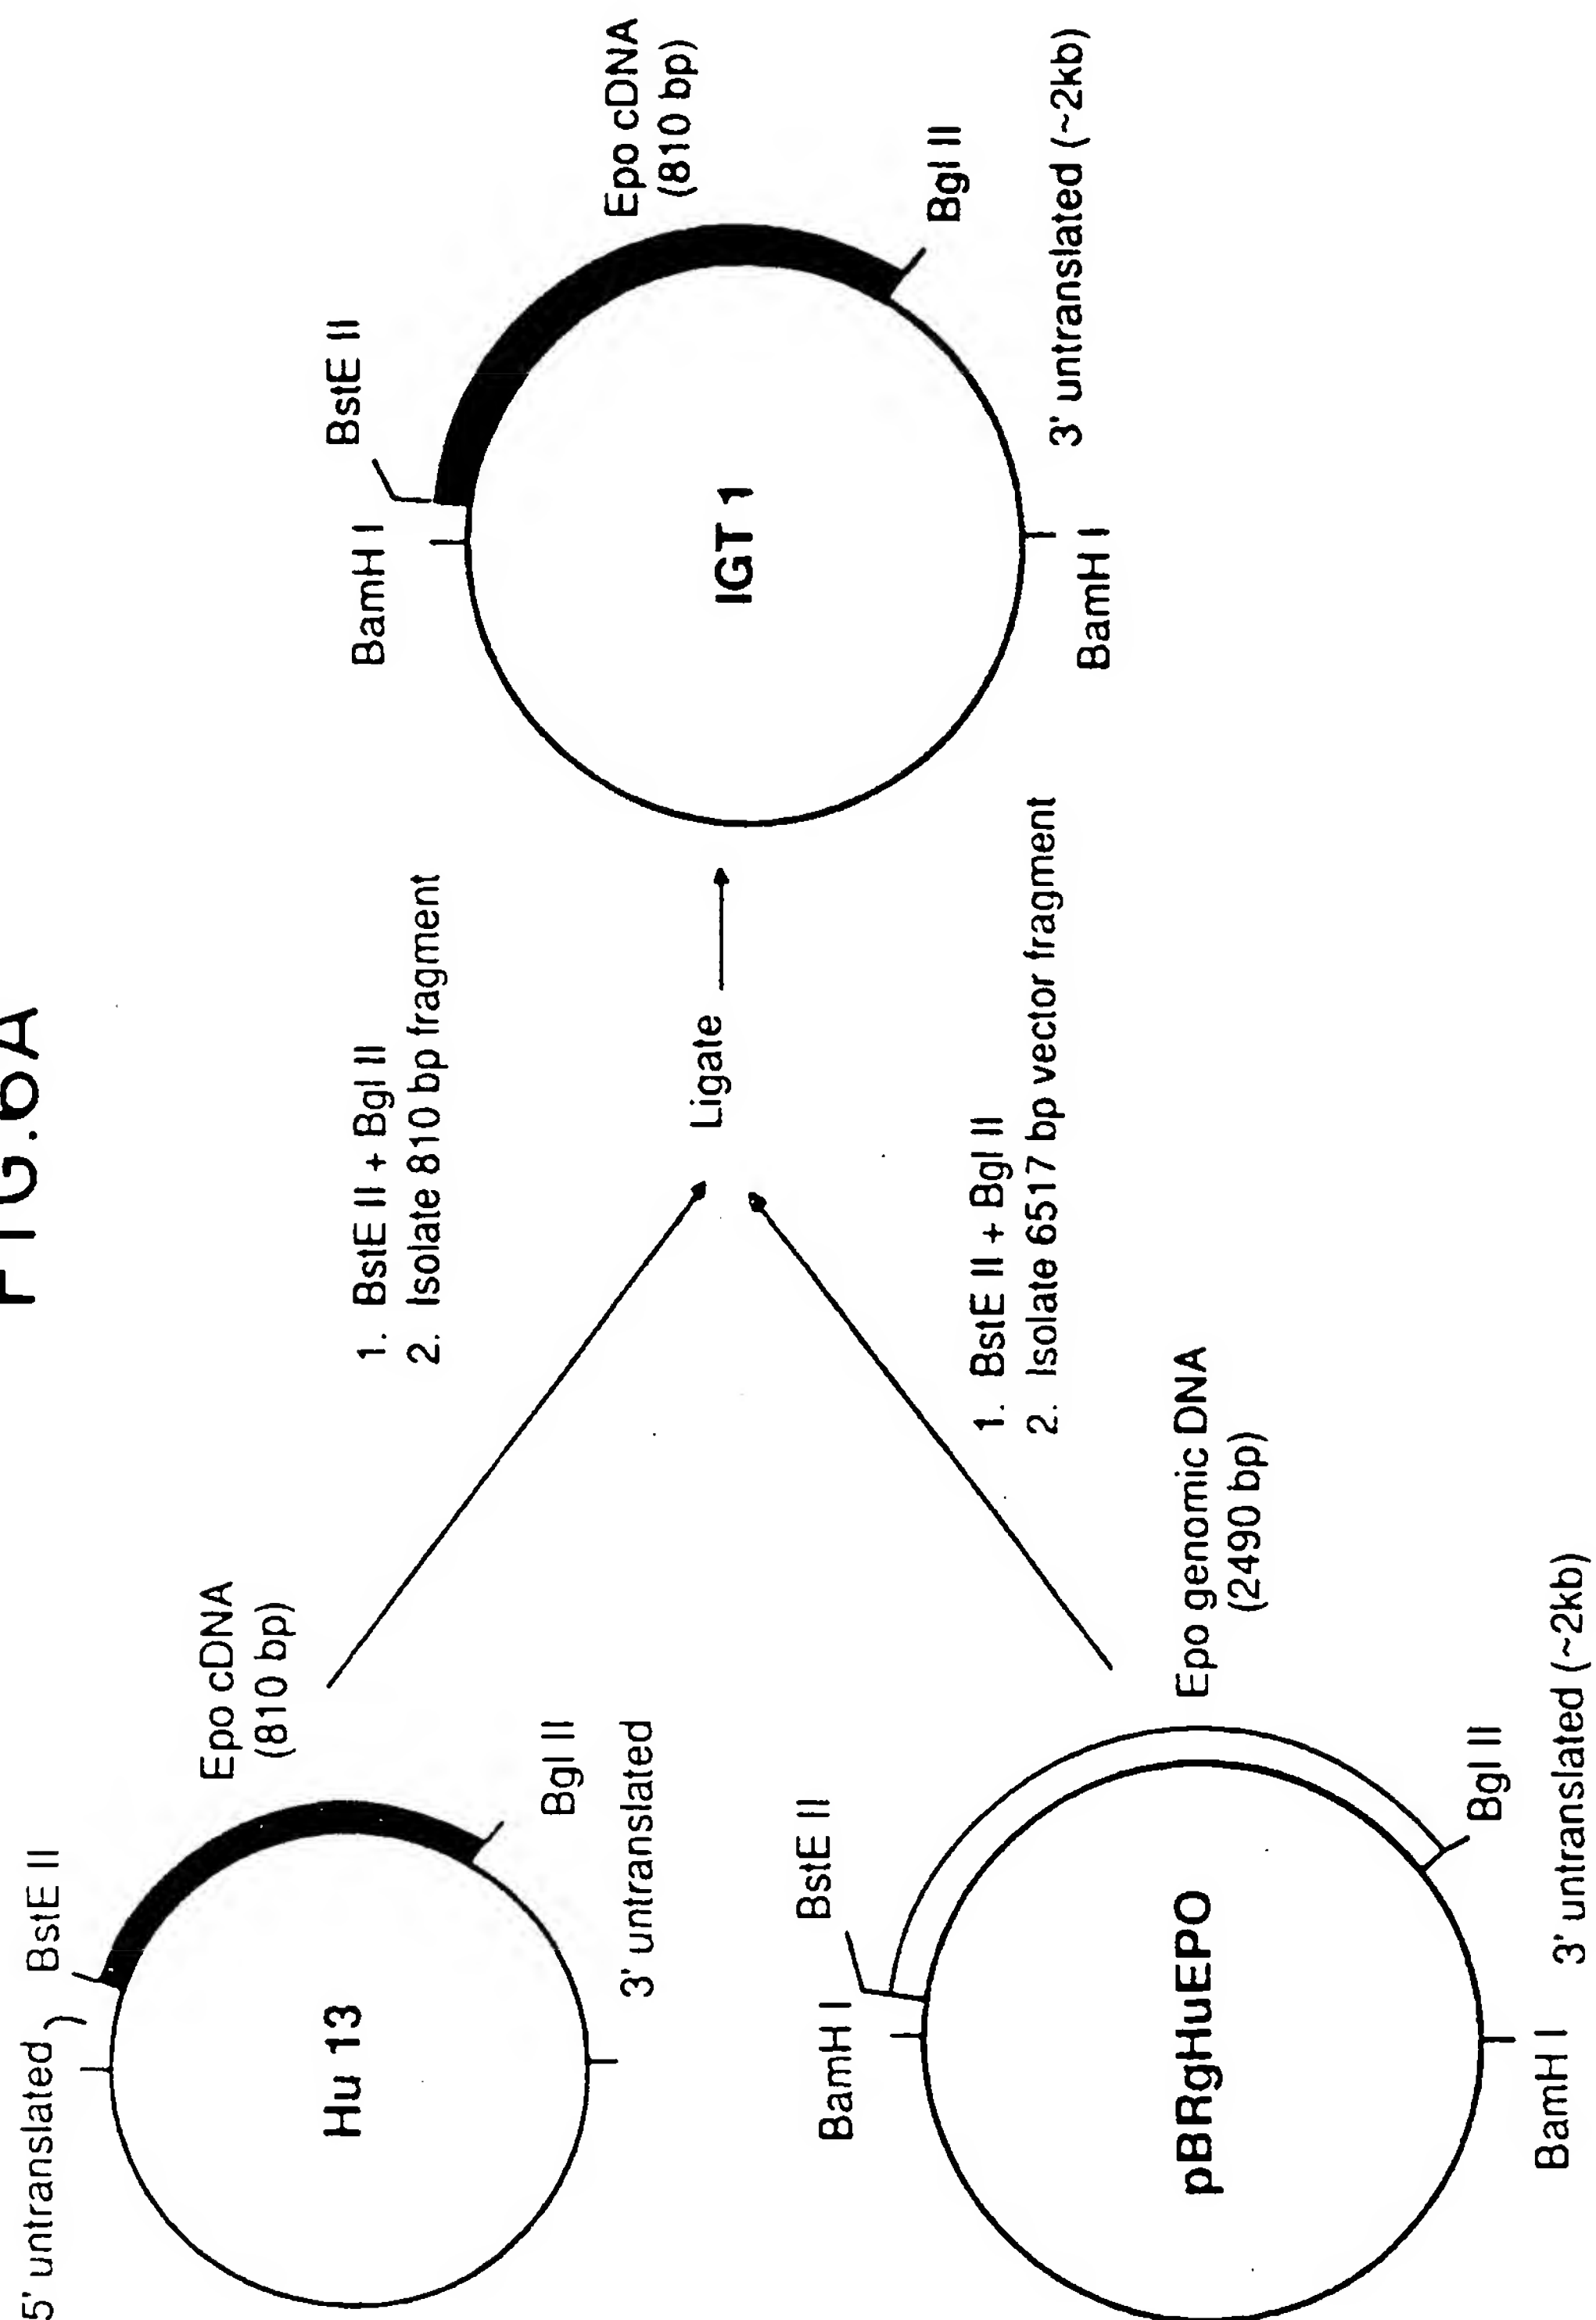 FIG.6A
5' untranslated
BstE II
Epo cDNA
(810 bp)
Hu 13
Bgl II
3' untranslated
1. BstE II + Bgl II
2. Isolate 810 bp fragment
BamH I
BstE II
pBRgHuEPO
Epo genomic DNA
(2490 bp)
Bgl II
BamH I
3' untranslated (~2kb)
1. BstE II + Bgl II
2. Isolate 6517 bp vector fragment
Ligate
BamH I
BstE II
Epo cDNA
(810 bp)
IGT 1
Bgl II
BamH I
3' untranslated (~2kb)